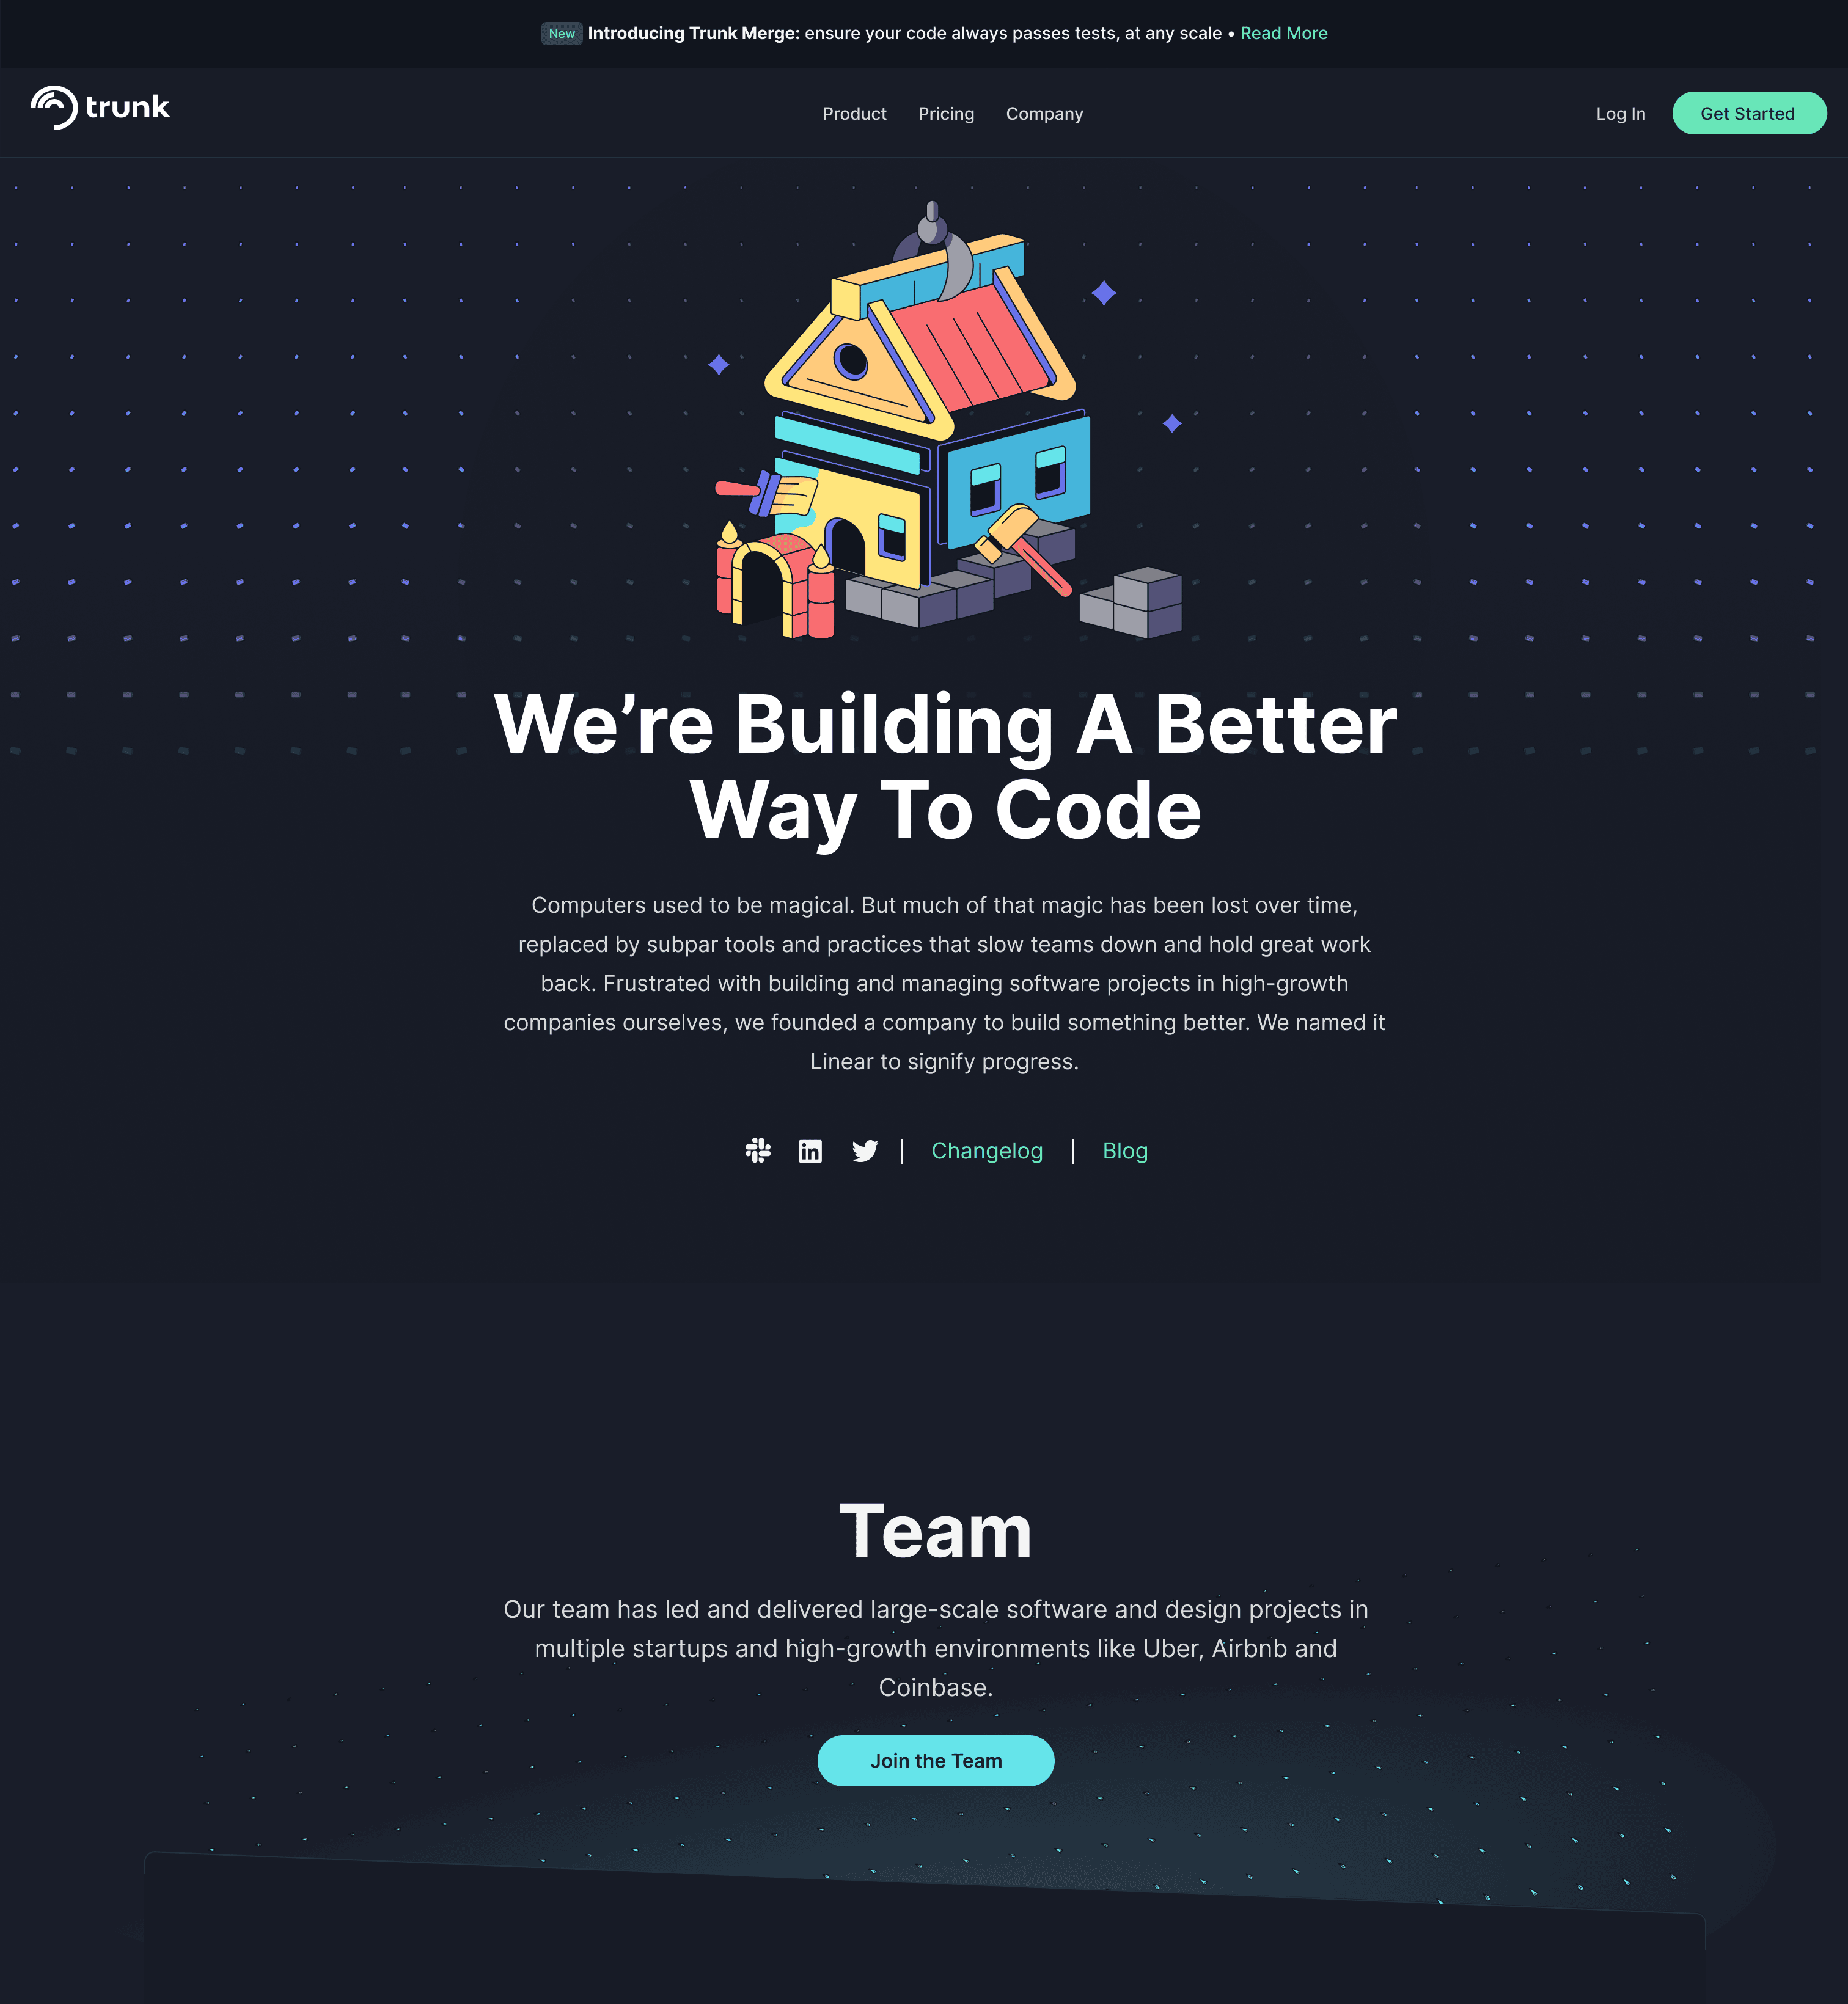 New Introducing Trunk Merge: ensure your code always passes tests, at any scale • Read More
trunk
Product Pricing Company
Log In Get Started
We’re Building A Better
Way To Code
Computers used to be magical. But much of that magic has been lost over time,
replaced by subpar tools and practices that slow teams down and hold great work
back. Frustrated with building and managing software projects in high-growth
companies ourselves, we founded a company to build something better. We named it
Linear to signify progress.
in | Changelog | Blog
Team
Our team has led and delivered large-scale software and design projects in
multiple startups and high-growth environments like Uber, Airbnb and
Coinbase.
Join the Team